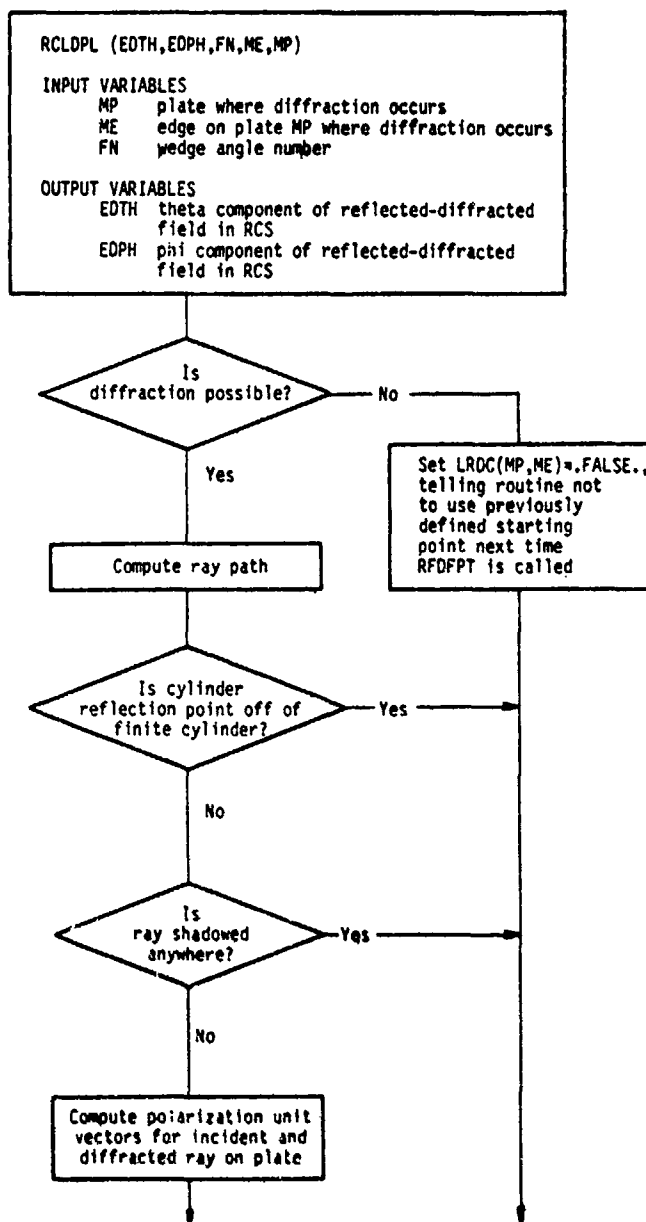 RCLDPL (EDTH,EDPH,FN,ME,MP)
INPUT VARIABLES
MP plate where diffraction occurs
ME edge on plate MP where diffraction occurs
FN wedge angle number
OUTPUT VARIABLES
EDTH theta component of reflected-diffracted
field in RCS
EDPH phi component of reflected-diffracted
field in RCS
Is
diffraction possible?
No
Yes
Set LRDC(MP,ME)=.FALSE.,
telling routine not
to use previously
defined starting
point next time
RFDFPT is called
Compute ray path
Is cylinder
reflection point off of
finite cylinder?
Yes
No
Is
ray shadowed
anywhere?
Yes
No
Compute polarization unit
vectors for incident and
diffracted ray on plate